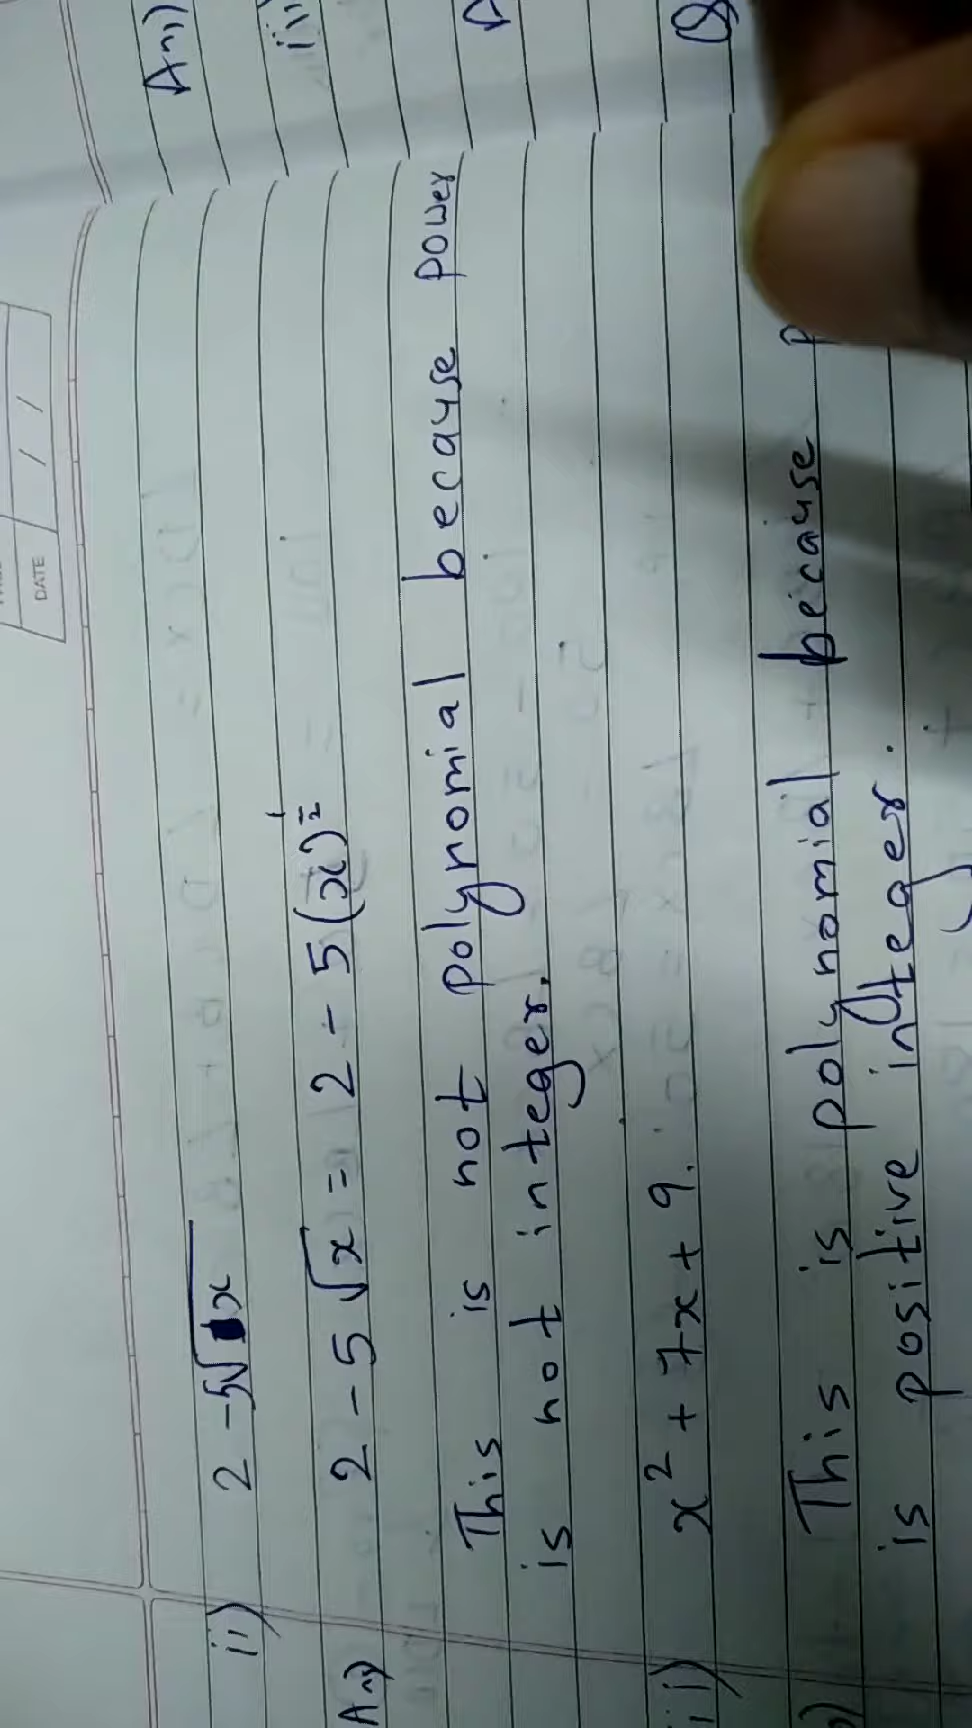 DATE
/ /
ii) 2 - 5√x
Ans) 2 - 5√x = 2 - 5(x)^1/2
This is not polynomial because power
is not integer.
x² + 7x + 9.
This is polynomial because
is positive integer.
Ans)